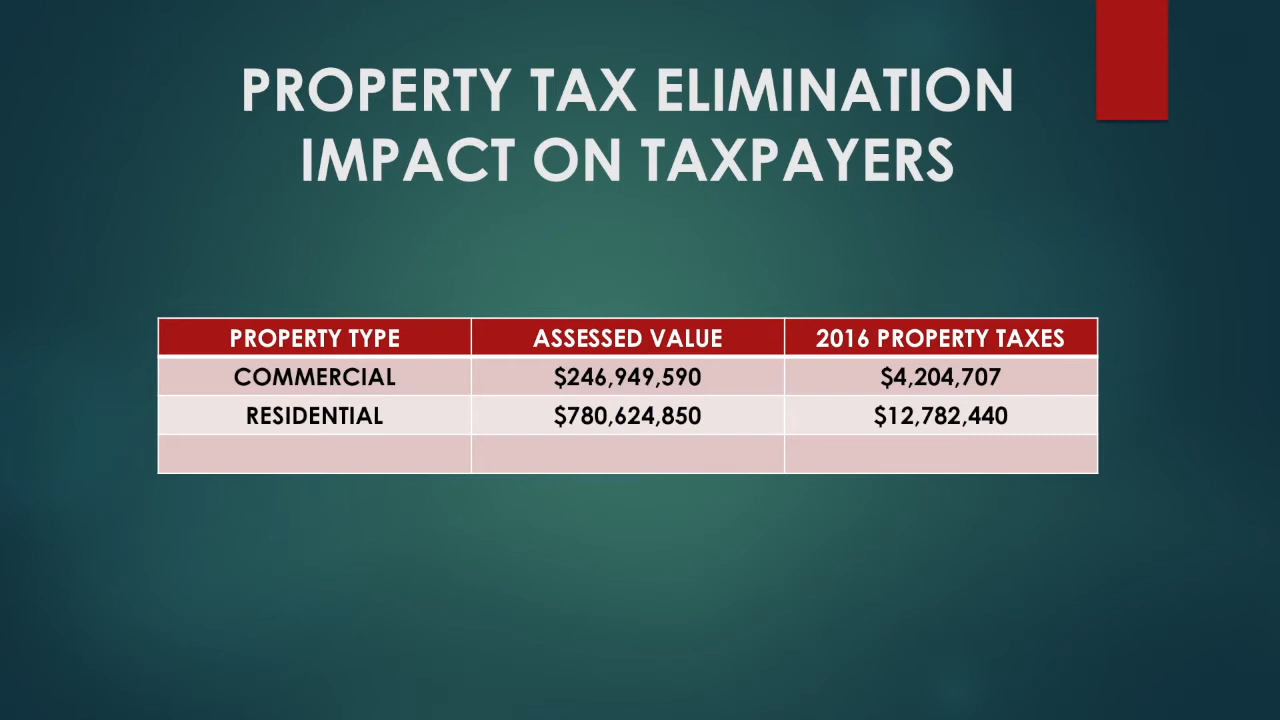 PROPERTY TAX ELIMINATION
IMPACT ON TAXPAYERS
PROPERTY TYPE ASSESSED VALUE 2016 PROPERTY TAXES
COMMERCIAL $246,949,590 $4,204,707
RESIDENTIAL $780,624,850 $12,782,440